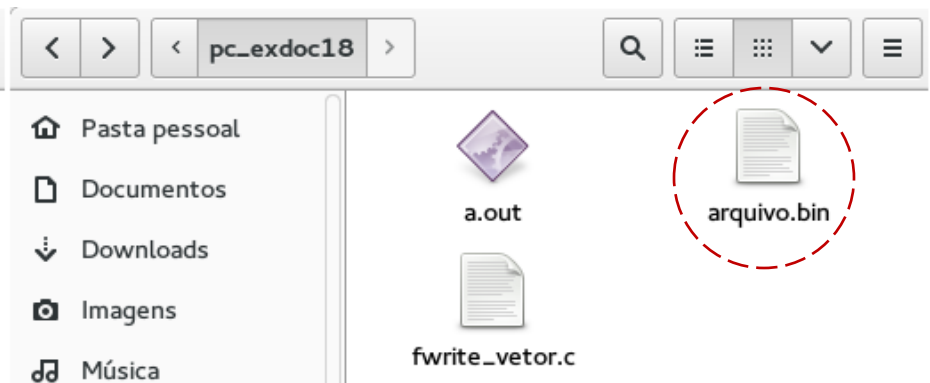 pc_exdoc18
Pasta pessoal
Documentos
Downloads
Imagens
Música
a.out
arquivo.bin
fwrite_vetor.c